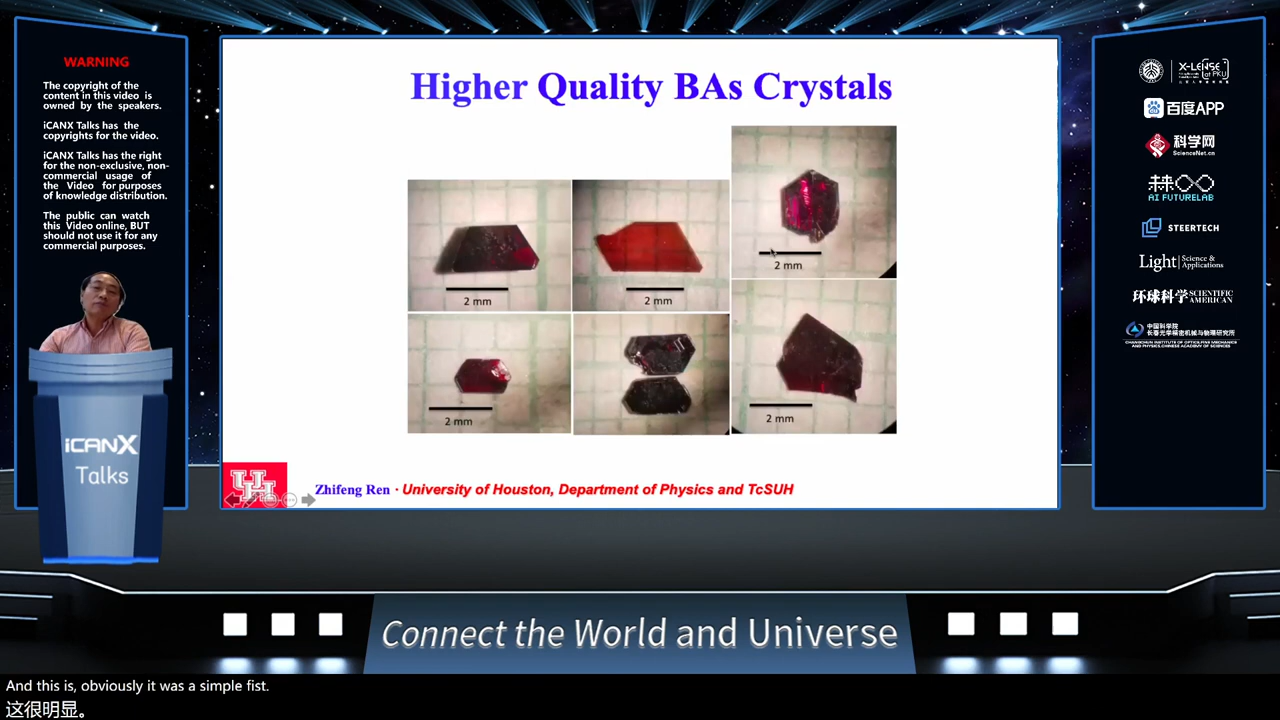 WARNING
The copyright of the
content in this video is
owned by the speakers.
iCANX Talks has the
copyrights for the video.
iCANX Talks has the right
for the non-exclusive, non-
commercial usage of
the Video for purposes
of knowledge distribution.
The public can watch
this Video online, BUT
should not use it for any
commercial purposes.
iCANX
Talks
Higher Quality BAs Crystals
2 mm
2 mm
2 mm
2 mm
2 mm
UH
Zhifeng Ren · University of Houston, Department of Physics and TcSUH
X-LENSE
at PKU
百度APP
科学网
ScienceNet.cn
未来
AI FUTURELAB
STEERTECH
Light Science & Applications
环球科学 SCIENTIFIC AMERICAN
中国科学院
长春光学精密机械与物理研究所
CHANGCHUN INSTITUTE OF OPTICS,FINE MECHANICS
AND PHYSICS,CHINESE ACADEMY OF SCIENCES
Connect the World and Universe
And this is, obviously it was a simple fist.
这很明显。